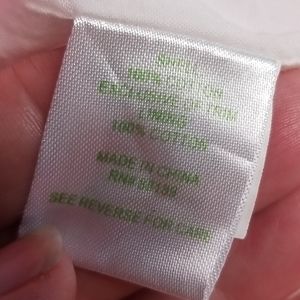 SHELL
100% COTTON
EXCLUSIVE OF TRIM
LINING
100% COTTON
MADE IN CHINA
RN#
SEE REVERSE FOR CARE